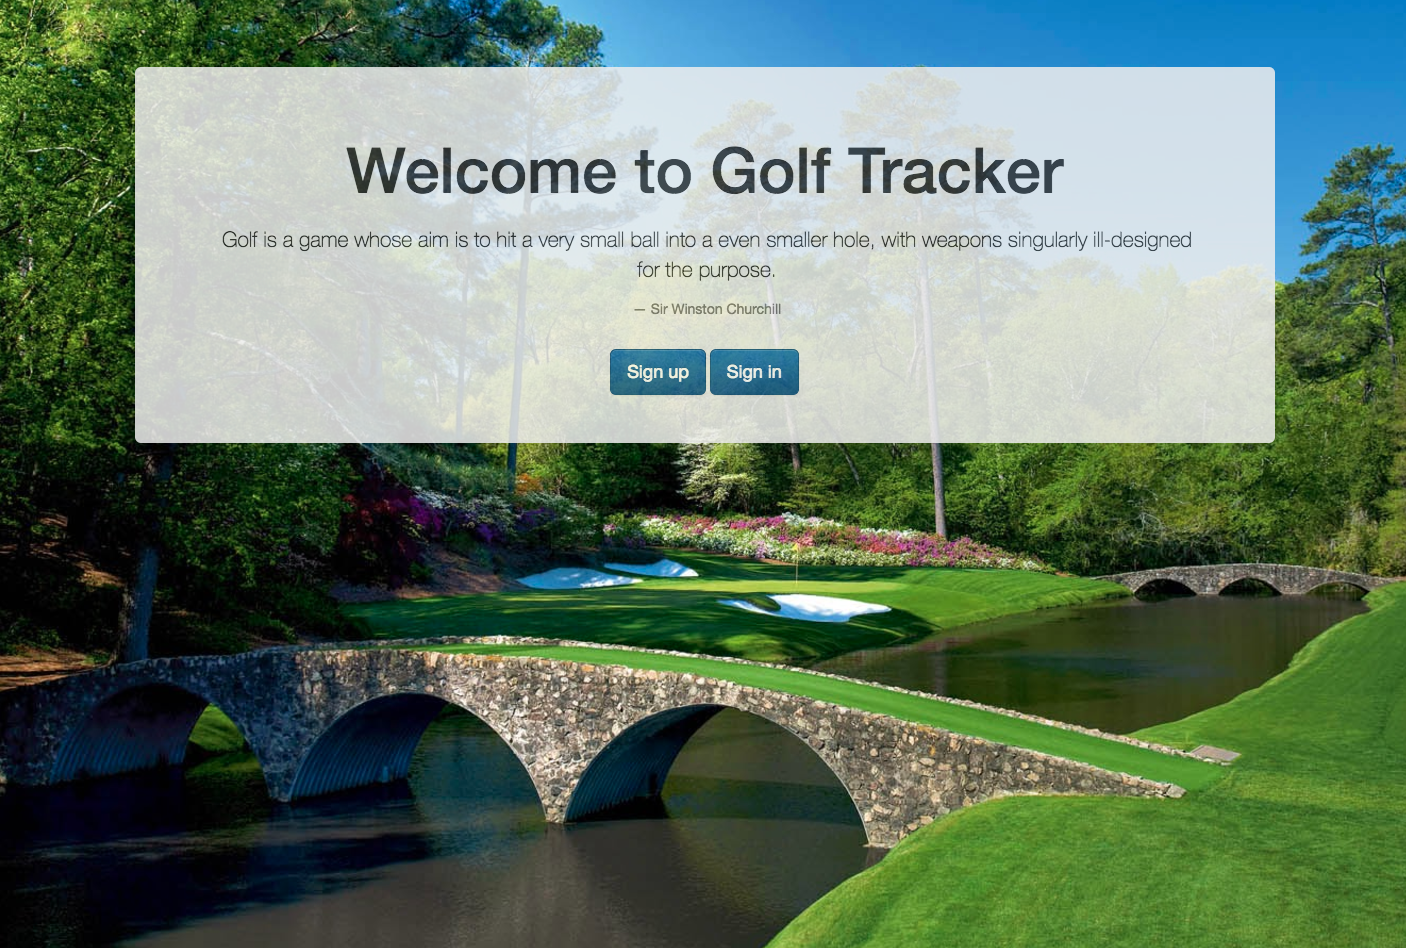 Welcome to Golf Tracker
Golf is a game whose aim is to hit a very small ball into a even smaller hole, with weapons singularly ill-designed
for the purpose.
— Sir Winston Churchill
Sign up Sign in